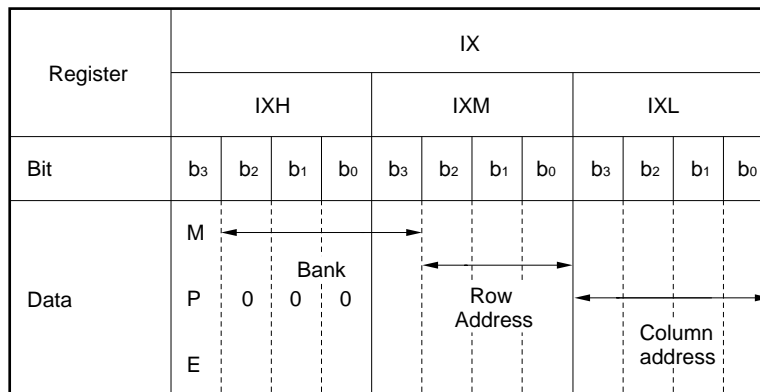 Register
IX
IXH
IXM
IXL
Bit
b3
b2
b1
b0
b3
b2
b1
b0
b3
b2
b1
b0
Data
M
Bank
P
0
0
0
Row
Address
Column
address
E